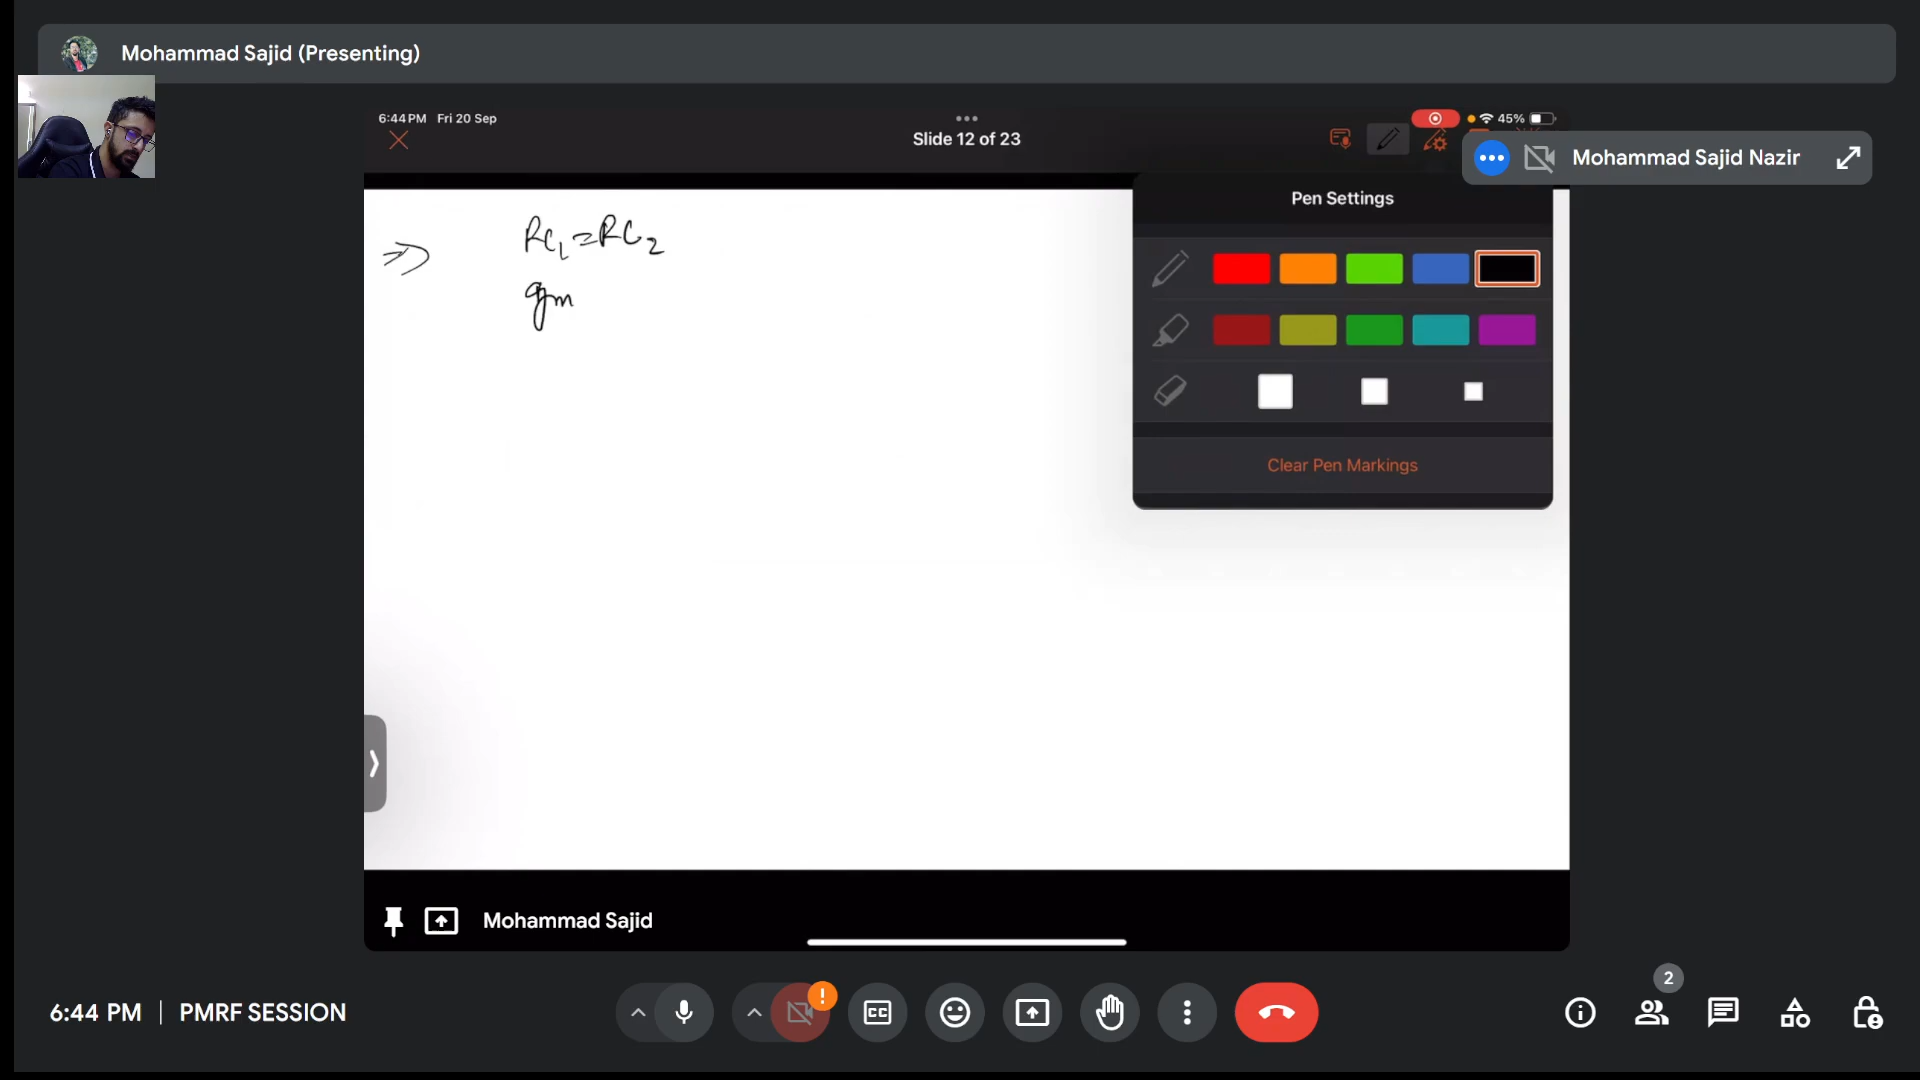 Mohammad Sajid (Presenting)
6:44 PM Fri 20 Sep
Slide 12 of 23
45%
Mohammad Sajid Nazir
Pen Settings
RC1 = RC2
gm
Clear Pen Markings
Mohammad Sajid
6:44 PM | PMRF SESSION
CC
2